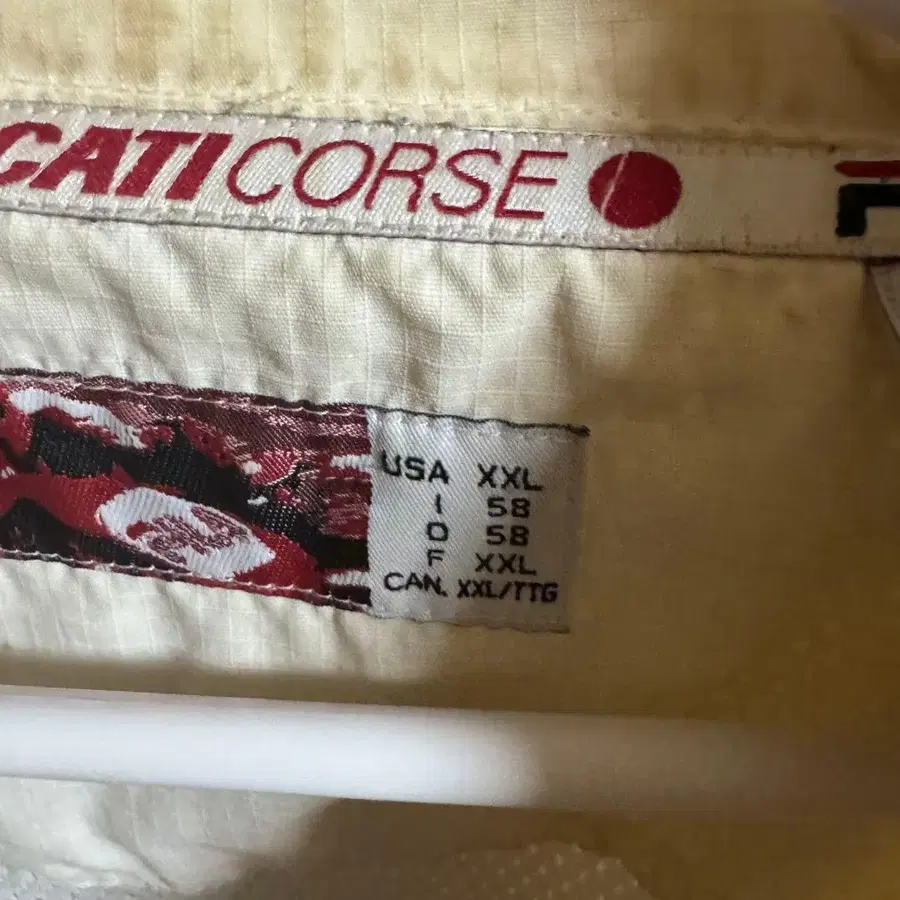 CATI CORSE
USA XXL
I 58
D 58
F XXL
CAN. XXL/TTG